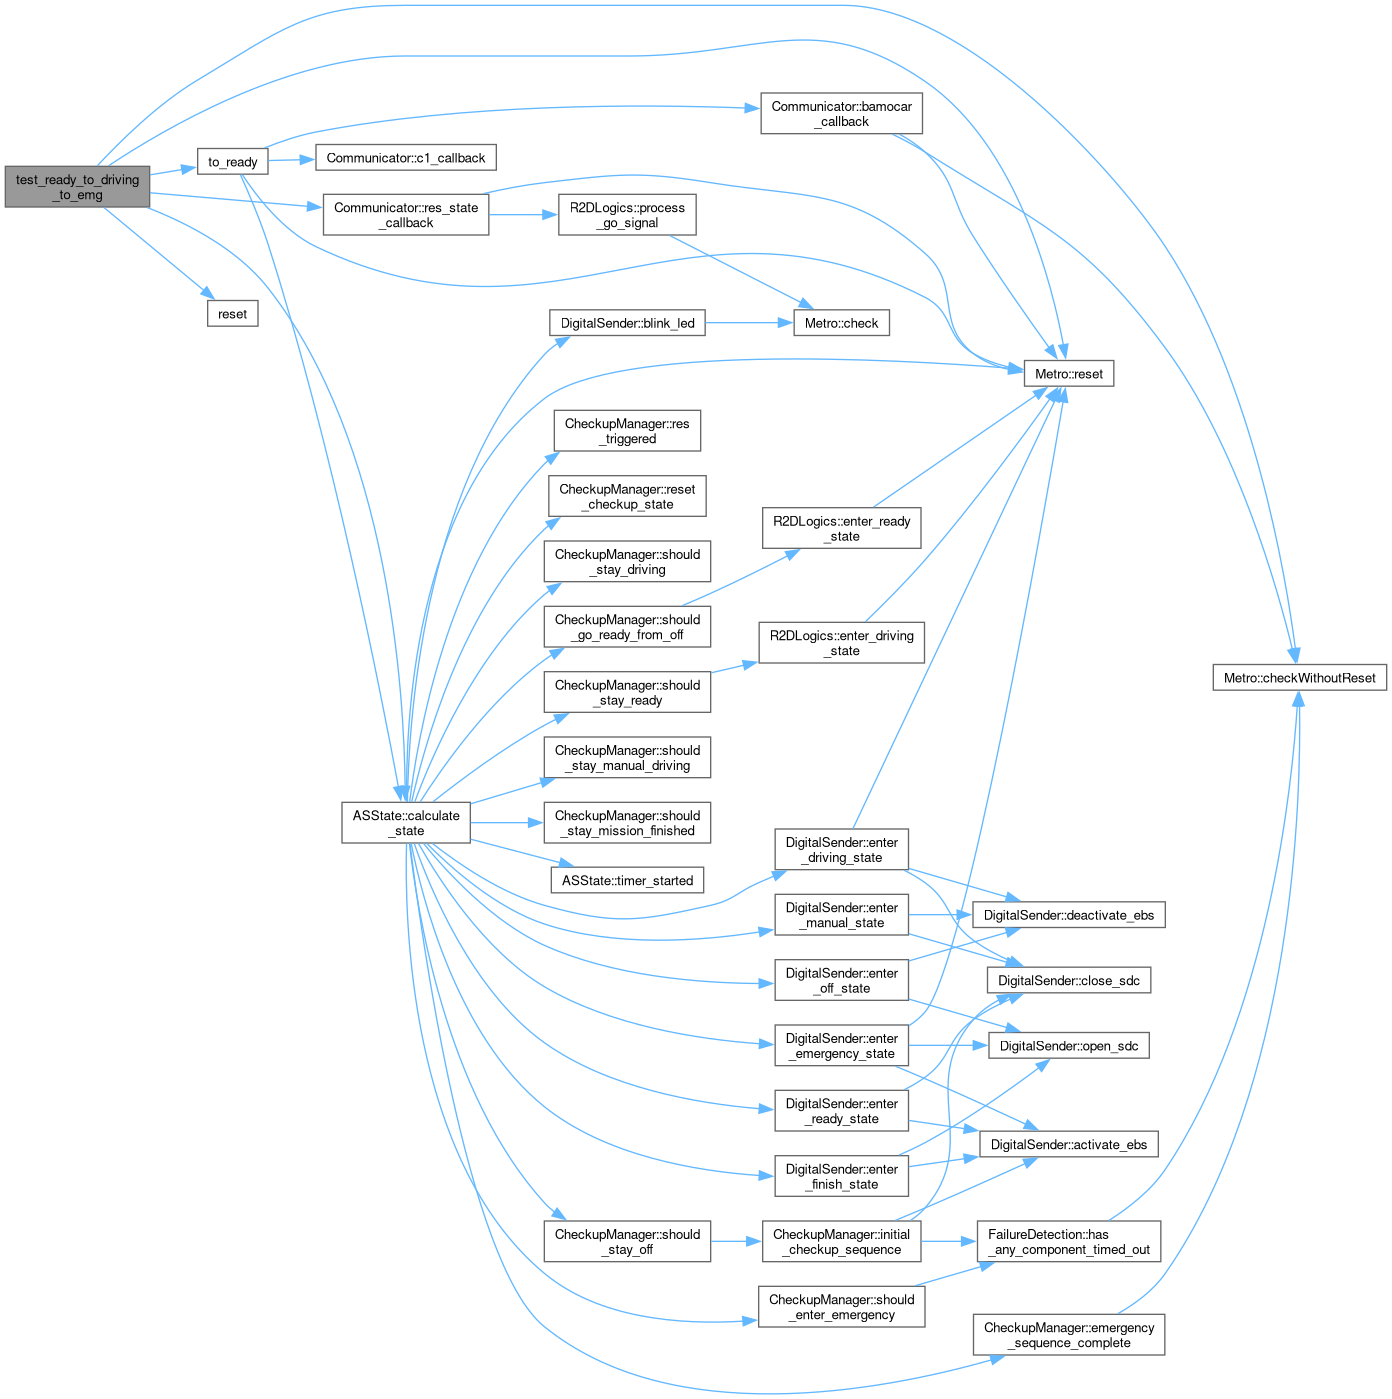 test_ready_to_driving
_to_emg
to_ready
reset
Communicator::c1_callback
Communicator::res_state
_callback
ASState::calculate
_state
R2DLogics::process
_go_signal
DigitalSender::blink_led
CheckupManager::res
_triggered
CheckupManager::reset
_checkup_state
CheckupManager::should
_stay_driving
CheckupManager::should
_go_ready_from_off
CheckupManager::should
_stay_ready
CheckupManager::should
_stay_manual_driving
CheckupManager::should
_stay_mission_finished
ASState::timer_started
CheckupManager::should
_stay_off
Communicator::bamocar
_callback
Metro::check
R2DLogics::enter_ready
_state
R2DLogics::enter_driving
_state
DigitalSender::enter
_driving_state
DigitalSender::enter
_manual_state
DigitalSender::enter
_off_state
DigitalSender::enter
_emergency_state
DigitalSender::enter
_ready_state
DigitalSender::enter
_finish_state
CheckupManager::initial
_checkup_sequence
CheckupManager::should
_enter_emergency
Metro::reset
DigitalSender::deactivate_ebs
DigitalSender::close_sdc
DigitalSender::open_sdc
DigitalSender::activate_ebs
FailureDetection::has
_any_component_timed_out
CheckupManager::emergency
_sequence_complete
Metro::checkWithoutReset